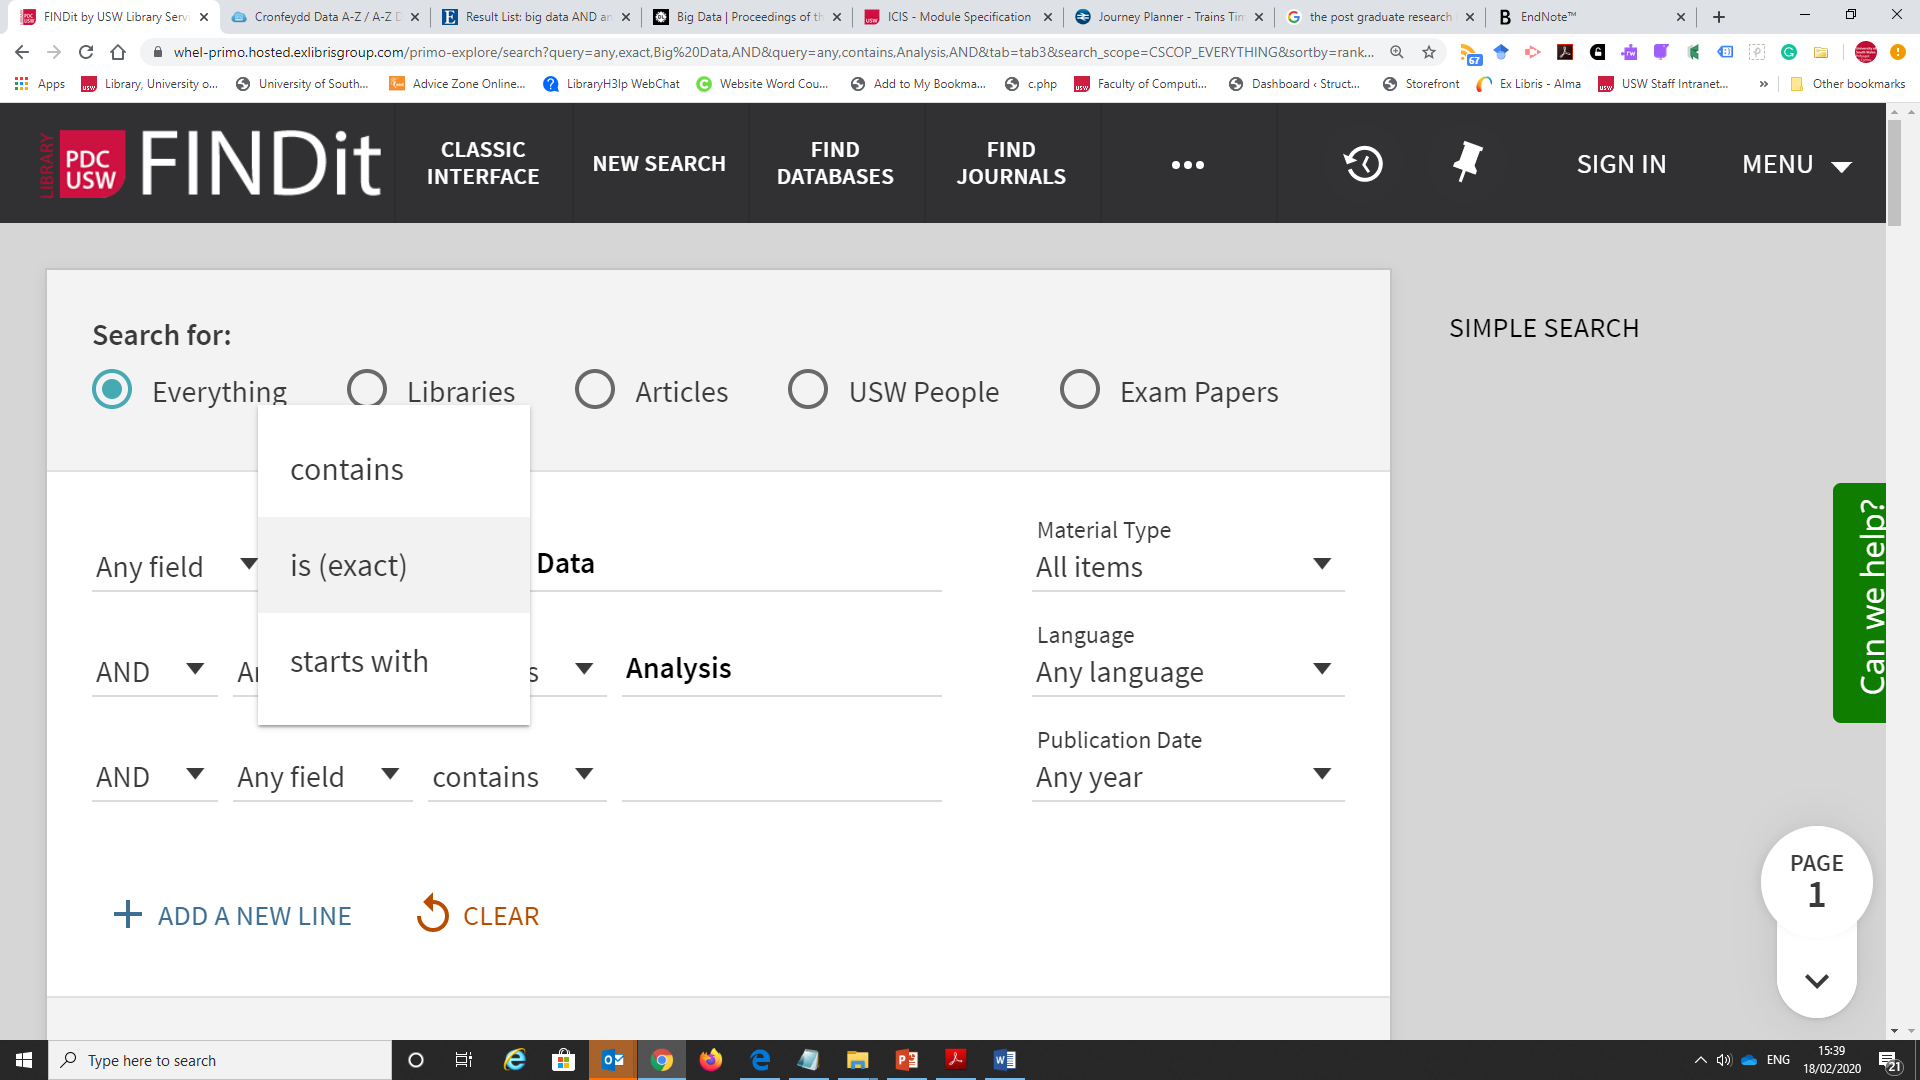 FINDit by USW Library Serv
Cronfeydd Data A-Z / A-Z D
Result List: big data AND an
Big Data | Proceedings of th
ICIS - Module Specification
Journey Planner - Trains Tim
the post graduate research
EndNote™
whel-primo.hosted.exlibrisgroup.com/primo-explore/search?query=any,exact,Big%20Data,AND&query=any,contains,Analysis,AND&tab=tab3&search_scope=CSCOP_EVERYTHING&sortby=rank...
67
Apps
Library, University o...
University of South...
Advice Zone Online...
LibraryH3lp WebChat
Website Word Cou...
Add to My Bookma...
c.php
Faculty of Computi...
Dashboard ‹ Struct...
Storefront
Ex Libris - Alma
USW Staff Intranet...
»
Other bookmarks
LIBRARY
PDC
USW
FINDit
CLASSIC
INTERFACE
NEW SEARCH
FIND
DATABASES
FIND
JOURNALS
SIGN IN
MENU
Search for:
Everything
Libraries
Articles
USW People
Exam Papers
SIMPLE SEARCH
contains
is (exact)
starts with
Any field
Data
Material Type
All items
AND
An
s
Analysis
Language
Any language
AND
Any field
contains
Publication Date
Any year
ADD A NEW LINE
CLEAR
Can we help?
PAGE
1
Type here to search
ENG
15:39
18/02/2020
21